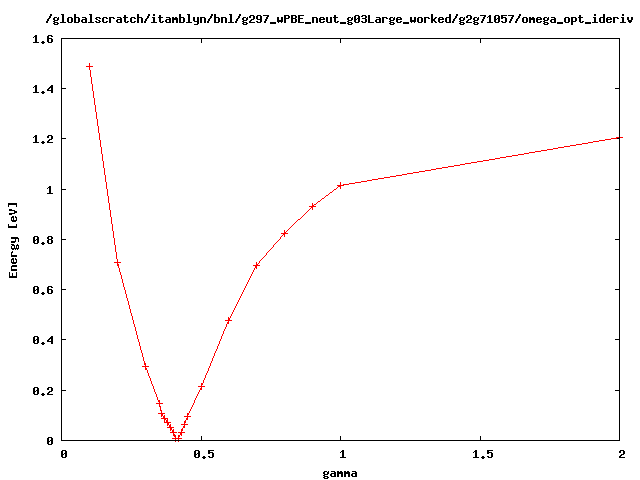 /globalscratch/itamblyn/bnl/g297_wPBE_neut_g03Large_worked/g2g71057/omega_opt_ideriv
1.6
1.4
1.2
1
0.8
0.6
0.4
0.2
0
Energy [eV]
0 0.5 1 1.5 2
gamma